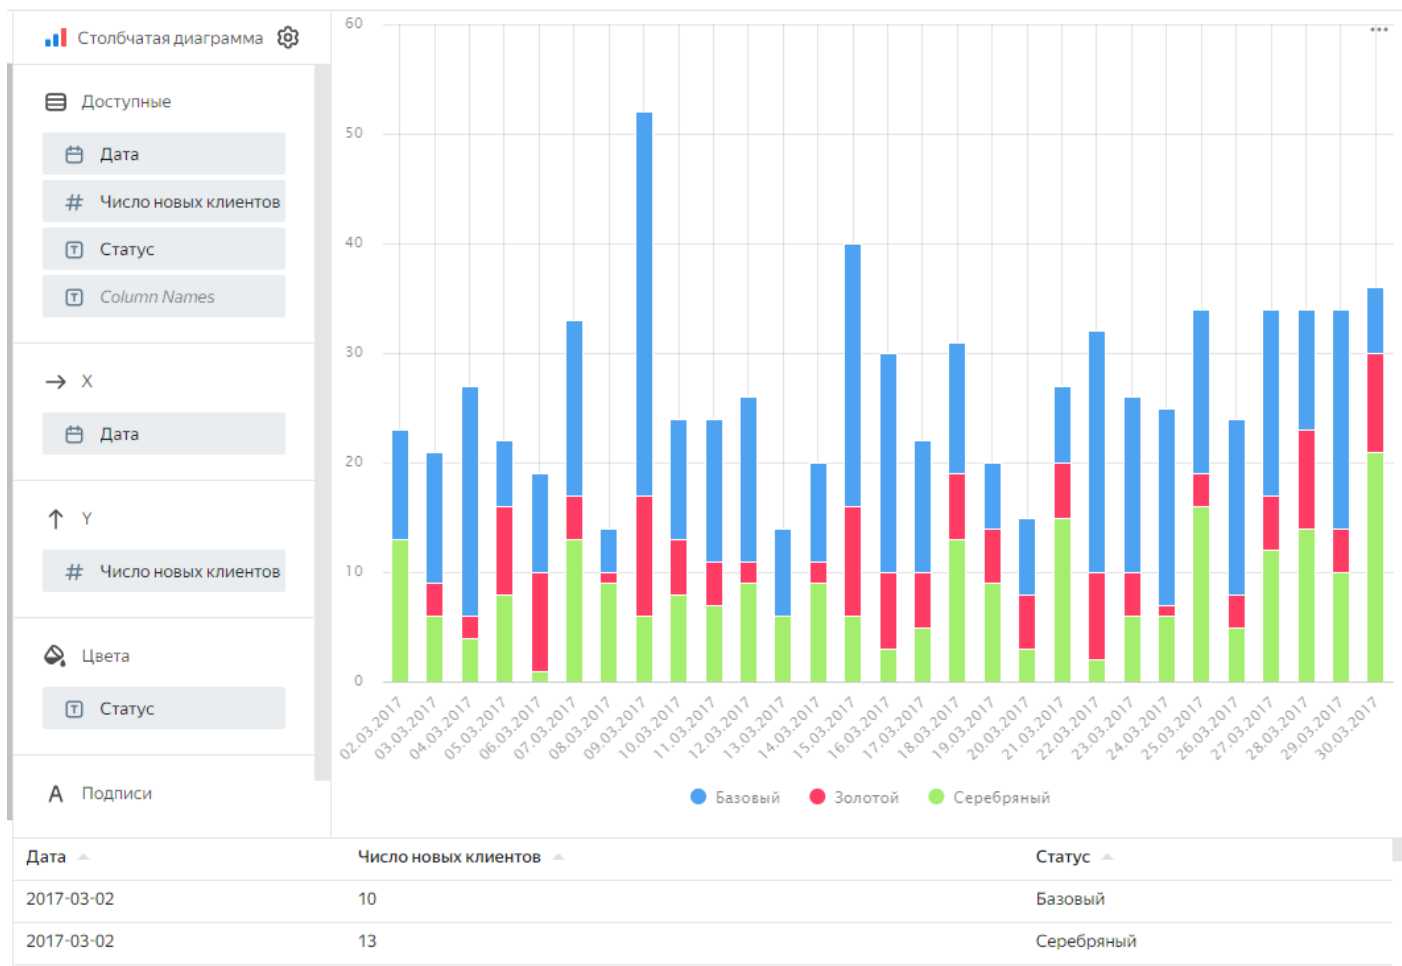 Столбчатая диаграмма
Доступные
Дата
Число новых клиентов
Статус
Column Names
X
Дата
Y
Число новых клиентов
Цвета
Статус
Подписи
60
50
40
30
20
10
0
02.03.2017
03.03.2017
04.03.2017
05.03.2017
06.03.2017
07.03.2017
08.03.2017
09.03.2017
10.03.2017
11.03.2017
12.03.2017
13.03.2017
14.03.2017
15.03.2017
16.03.2017
17.03.2017
18.03.2017
19.03.2017
20.03.2017
21.03.2017
22.03.2017
23.03.2017
24.03.2017
25.03.2017
26.03.2017
27.03.2017
28.03.2017
29.03.2017
30.03.2017
Базовый Золотой Серебряный
Дата Число новых клиентов Статус
2017-03-02 10 Базовый
2017-03-02 13 Серебряный